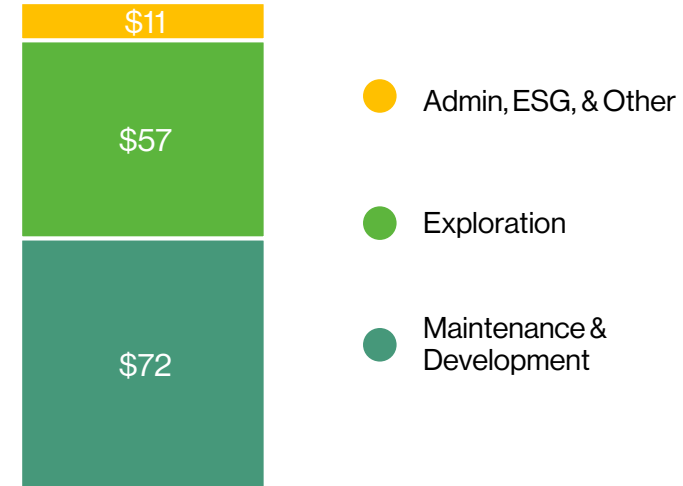 $11
$57
$72
Admin, ESG, & Other
Exploration
Maintenance &
Development